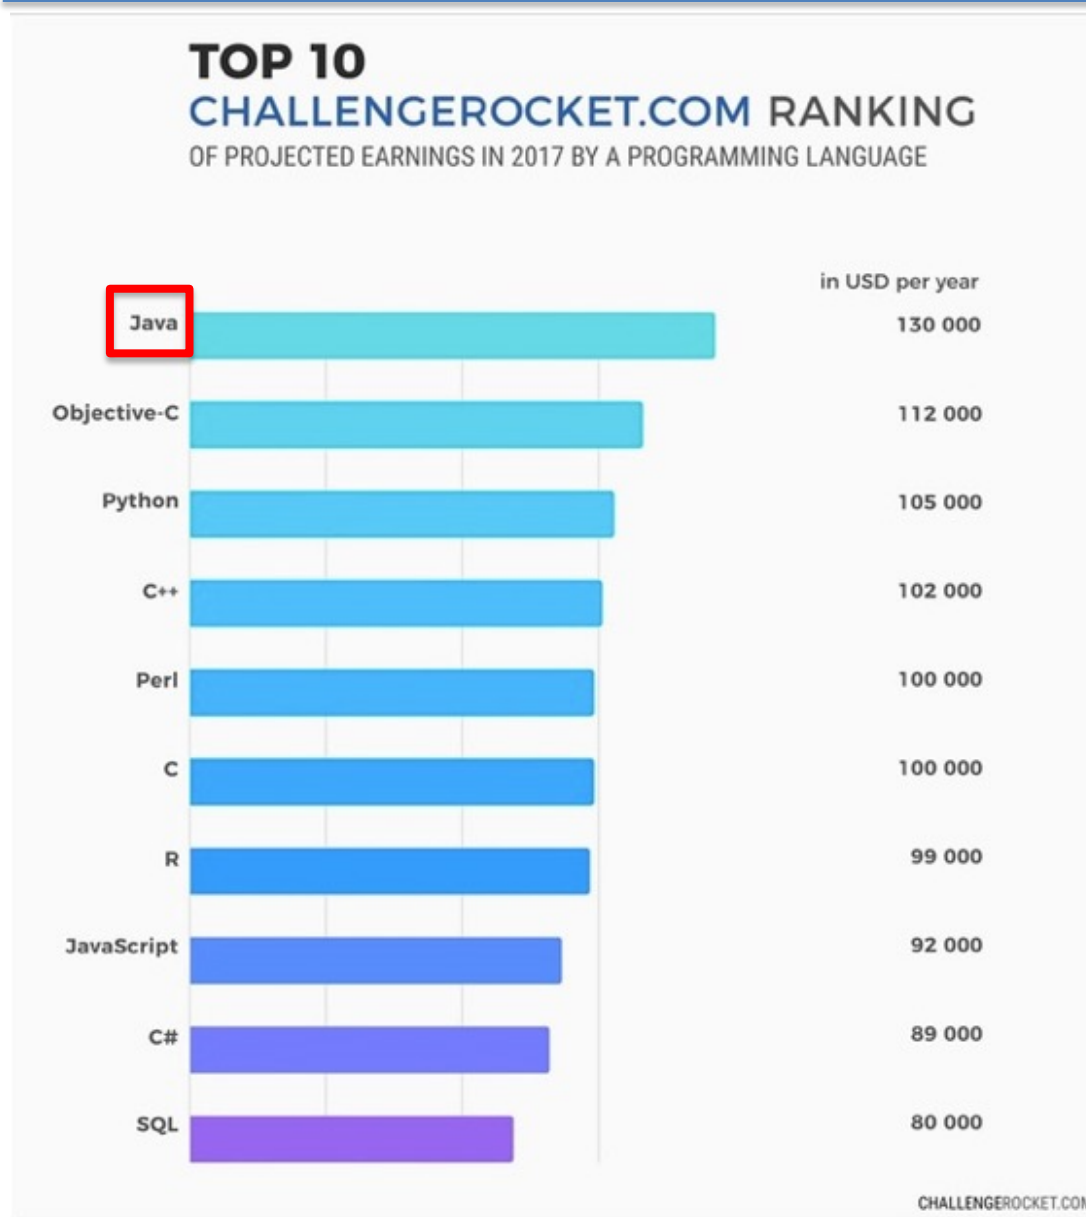 TOP 10
CHALLENGEROCKET.COM RANKING
OF PROJECTED EARNINGS IN 2017 BY A PROGRAMMING LANGUAGE
in USD per year
Java 130 000
Objective-C 112 000
Python 105 000
C++ 102 000
Perl 100 000
C 100 000
R 99 000
JavaScript 92 000
C# 89 000
SQL 80 000
CHALLENGEROCKET.COM